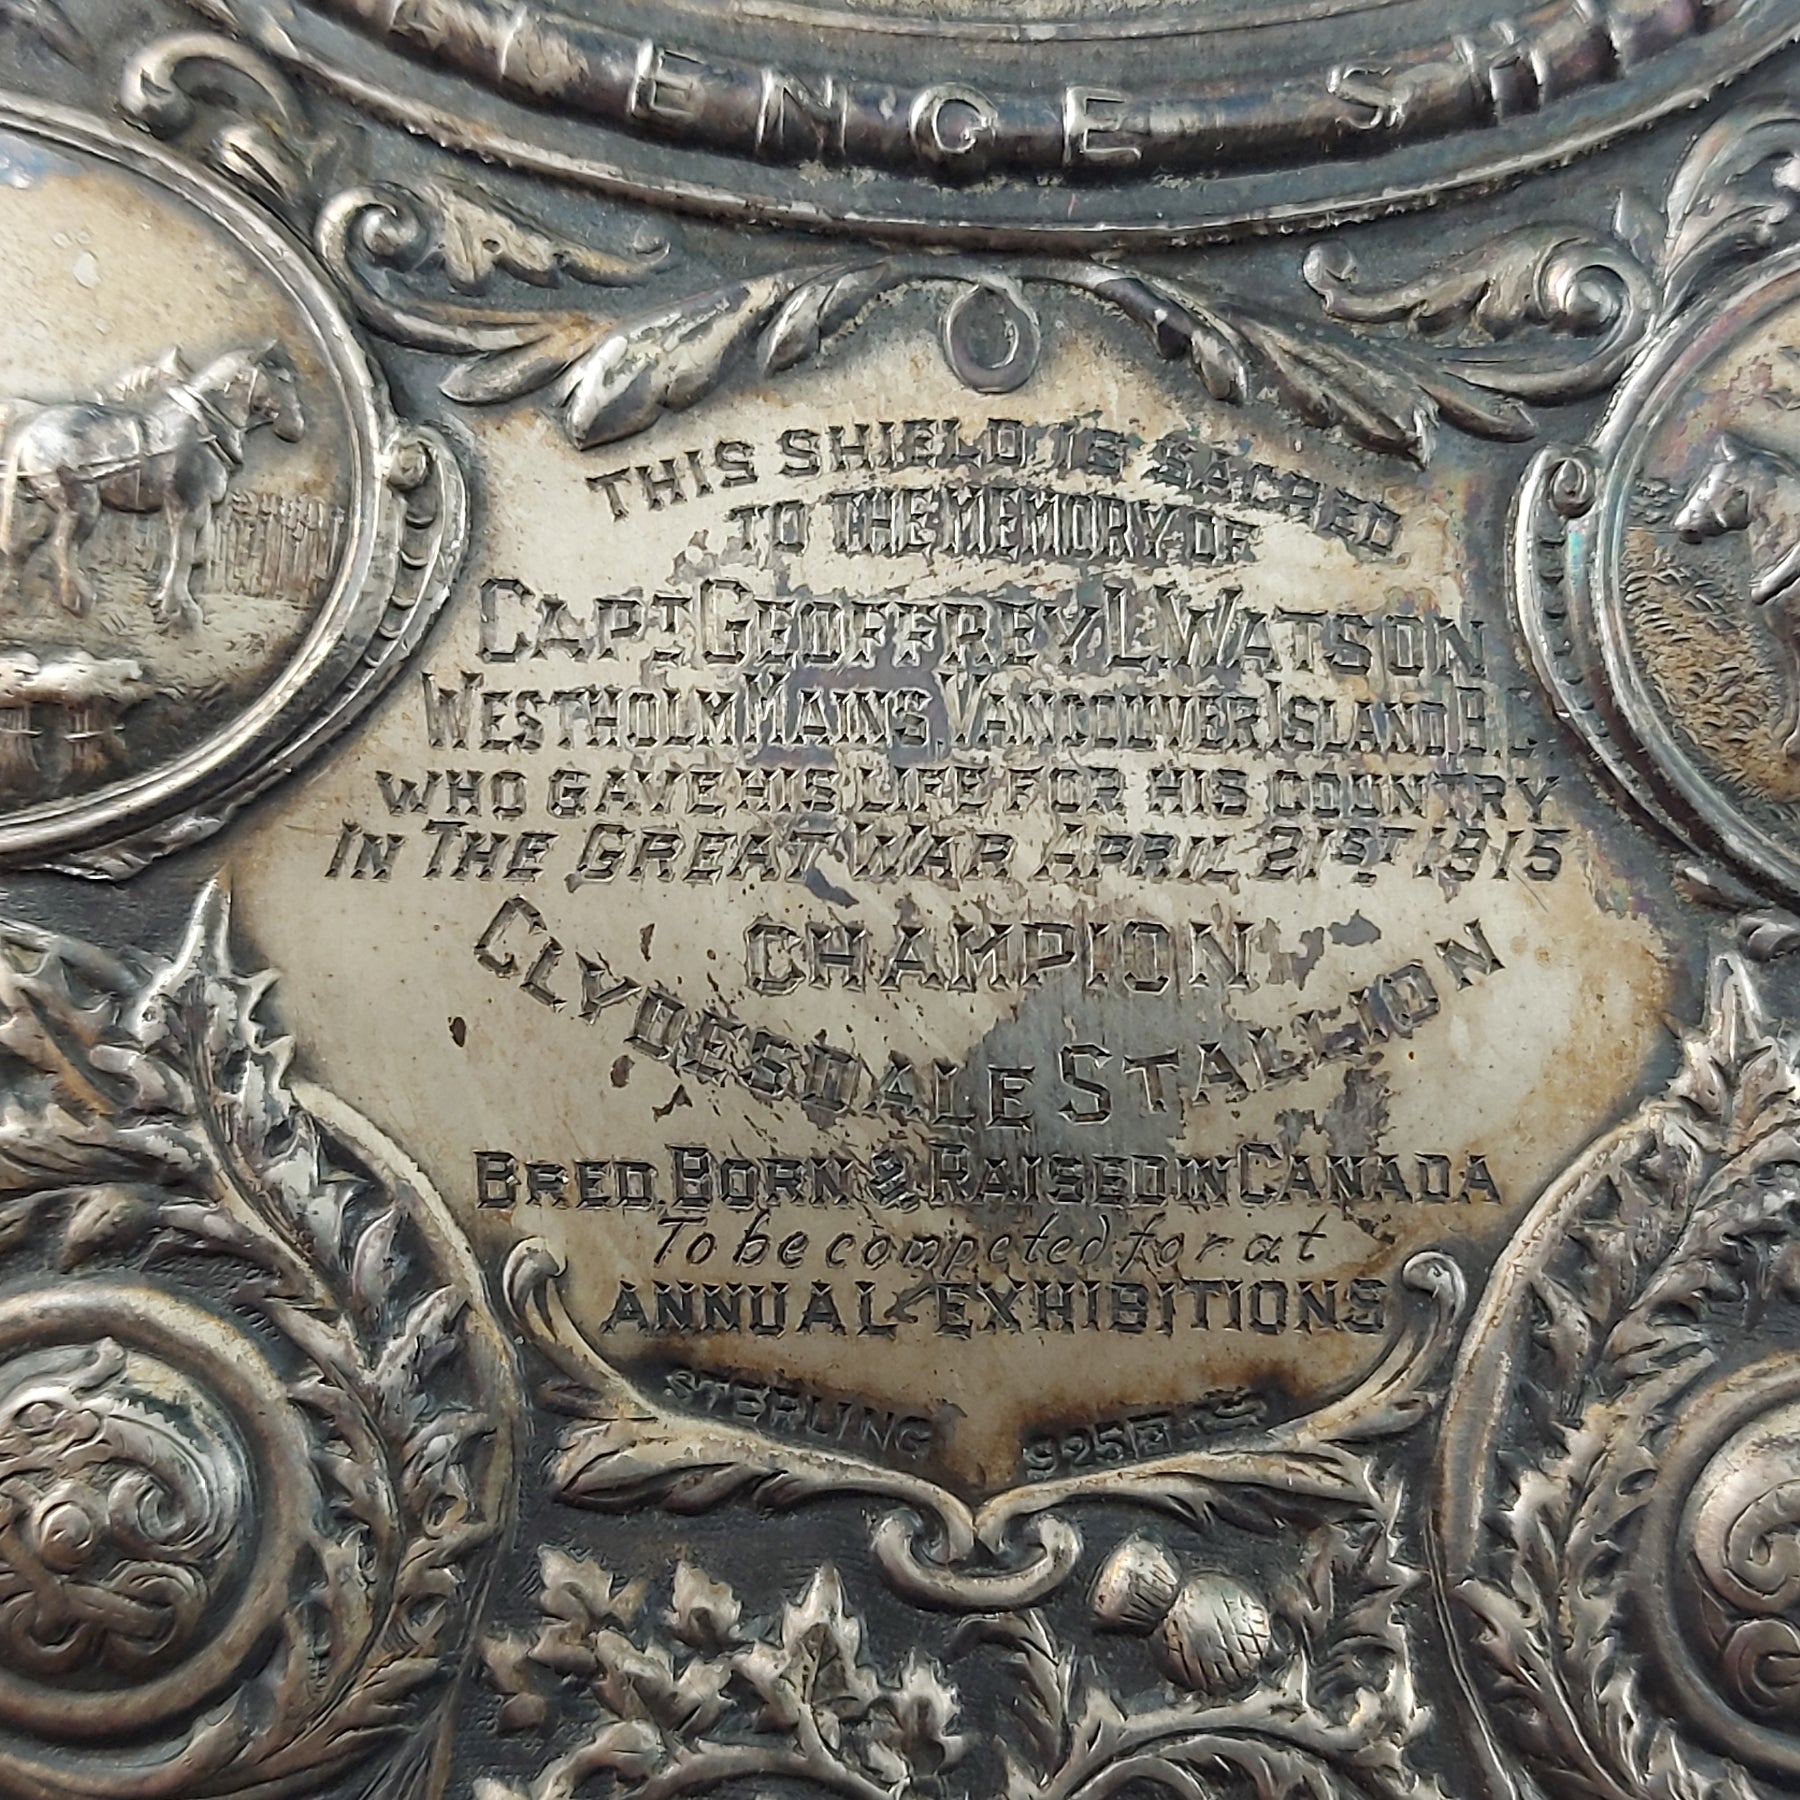 ENGE SH
THIS SHIELD IS SACRED
TO THE MEMORY OF
CAPT. GEOFFREY L. WATSON
WESTHOLM MAINS, VANCOUVER ISLAND B.C
WHO GAVE HIS LIFE FOR HIS COUNTRY
IN THE GREAT WAR APRIL 21ST 1915
CHAMPION
CLYDESDALE STALLION
BRED, BORN & RAISED IN CANADA
To be competed for at
ANNUAL EXHIBITIONS
STERLING 925